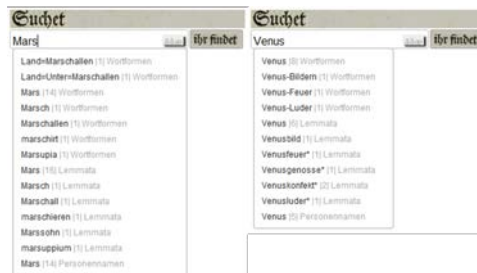 Suchet
Mars
ihr findet
Land=Marschallen (1) Wortformen
Land=Unter=Marschallen (1) Wortformen
Mars (14) Wortformen
Marsch (1) Wortformen
Marschallen (1) Wortformen
marschirt (1) Wortformen
Marsupia (1) Wortformen
Mars (15) Lemmata
Marsch (1) Lemmata
Marschall (1) Lemmata
marschieren (1) Lemmata
Marssohn (1) Lemmata
marsuppium (1) Lemmata
Mars (14) Personennamen
Suchet
Venus
ihr findet
Venus (8) Wortformen
Venus-Bildern (1) Wortformen
Venus-Feuer (1) Wortformen
Venus-Luder (1) Wortformen
Venus (6) Lemmata
Venusbild (1) Lemmata
Venusfeuer* (1) Lemmata
Venusgenosse* (1) Lemmata
Venuskonfekt* (2) Lemmata
Venusluder* (1) Lemmata
Venus (5) Personennamen